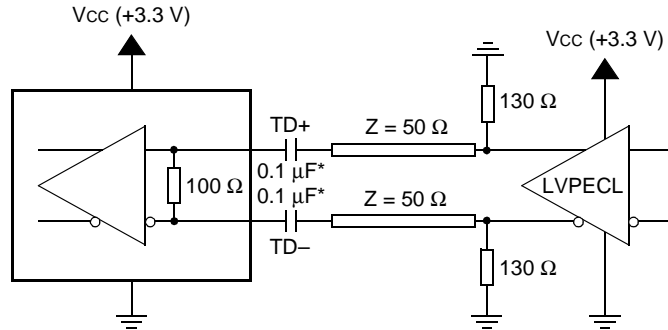 VCC (+3.3 V)
VCC (+3.3 V)
130 Ω
TD+
Z = 50 Ω
0.1 μF*
100 Ω
0.1 μF*
LVPECL
Z = 50 Ω
TD–
130 Ω